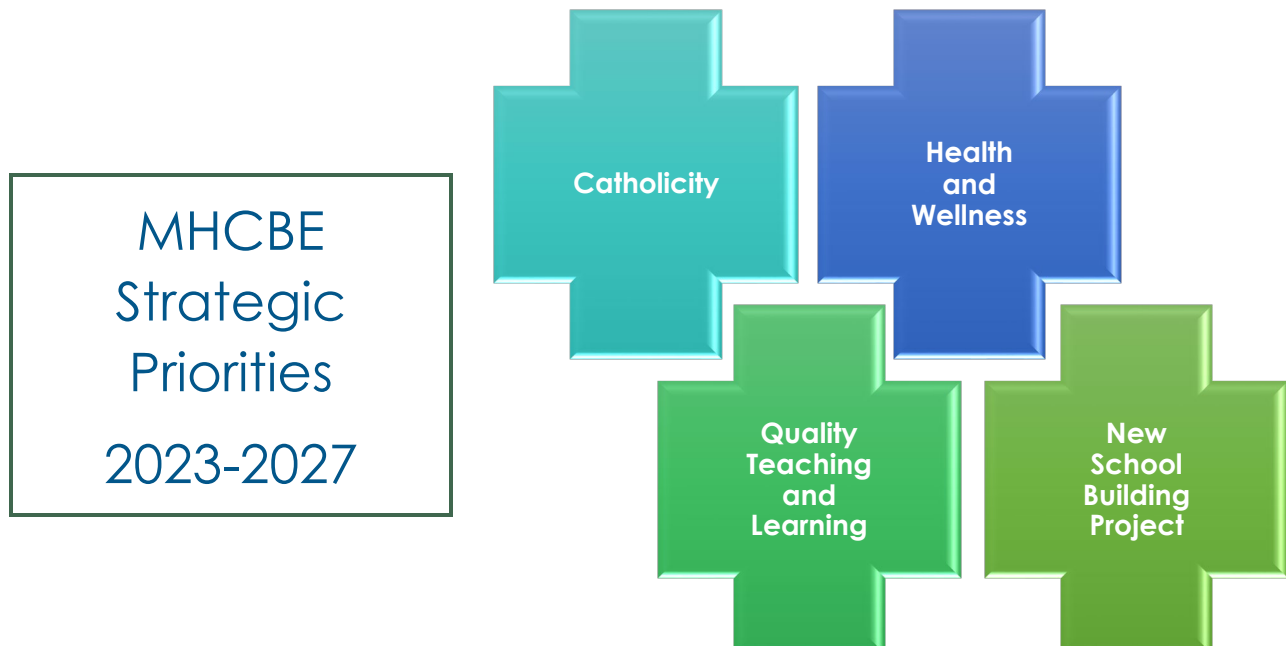 MHCBE
Strategic
Priorities
2023-2027
Catholicity
Health
and
Wellness
Quality
Teaching
and
Learning
New
School
Building
Project